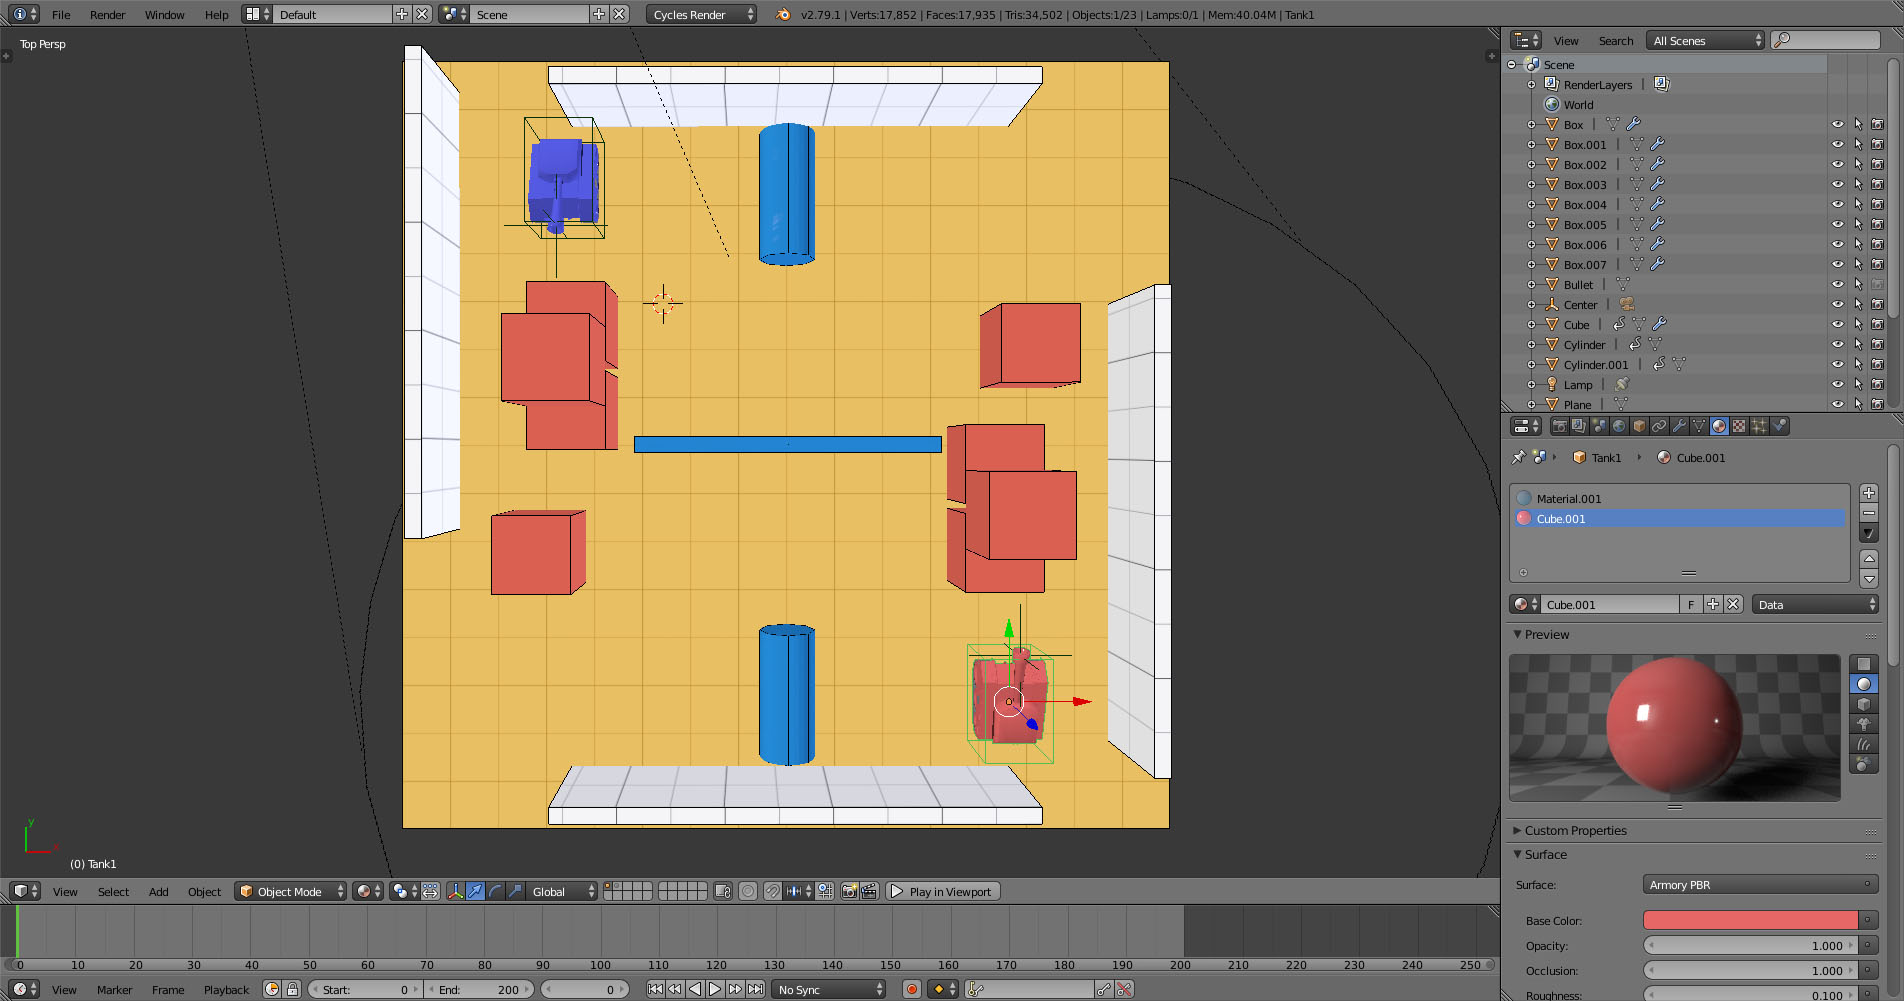 File Render Window Help Default Scene Cycles Render v2.79.1 | Verts:17,852 | Faces:17,935 | Tris:34,502 | Objects:1/23 | Lamps:0/1 | Mem:40.04M | Tank1
Top Persp
View Search All Scenes
Scene
RenderLayers |
World
Box |
Box.001 |
Box.002 |
Box.003 |
Box.004 |
Box.005 |
Box.006 |
Box.007 |
Bullet |
Center |
Cube |
Cylinder |
Cylinder.001 |
Lamp |
Plane |
Tank1 Cube.001
Material.001
Cube.001
Cube.001 F Data
Preview
Custom Properties
Surface
Surface: Armory PBR
Base Color:
Opacity: 1.000
Occlusion: 1.000
Roughness: 0.100
y
x
(0) Tank1
View Select Add Object Object Mode Global Play in Viewport
0 10 20 30 40 50 60 70 80 90 100 110 120 130 140 150 160 170 180 190 200 210 220 230 240 250
View Marker Frame Playback Start: 0 End: 200 0 No Sync